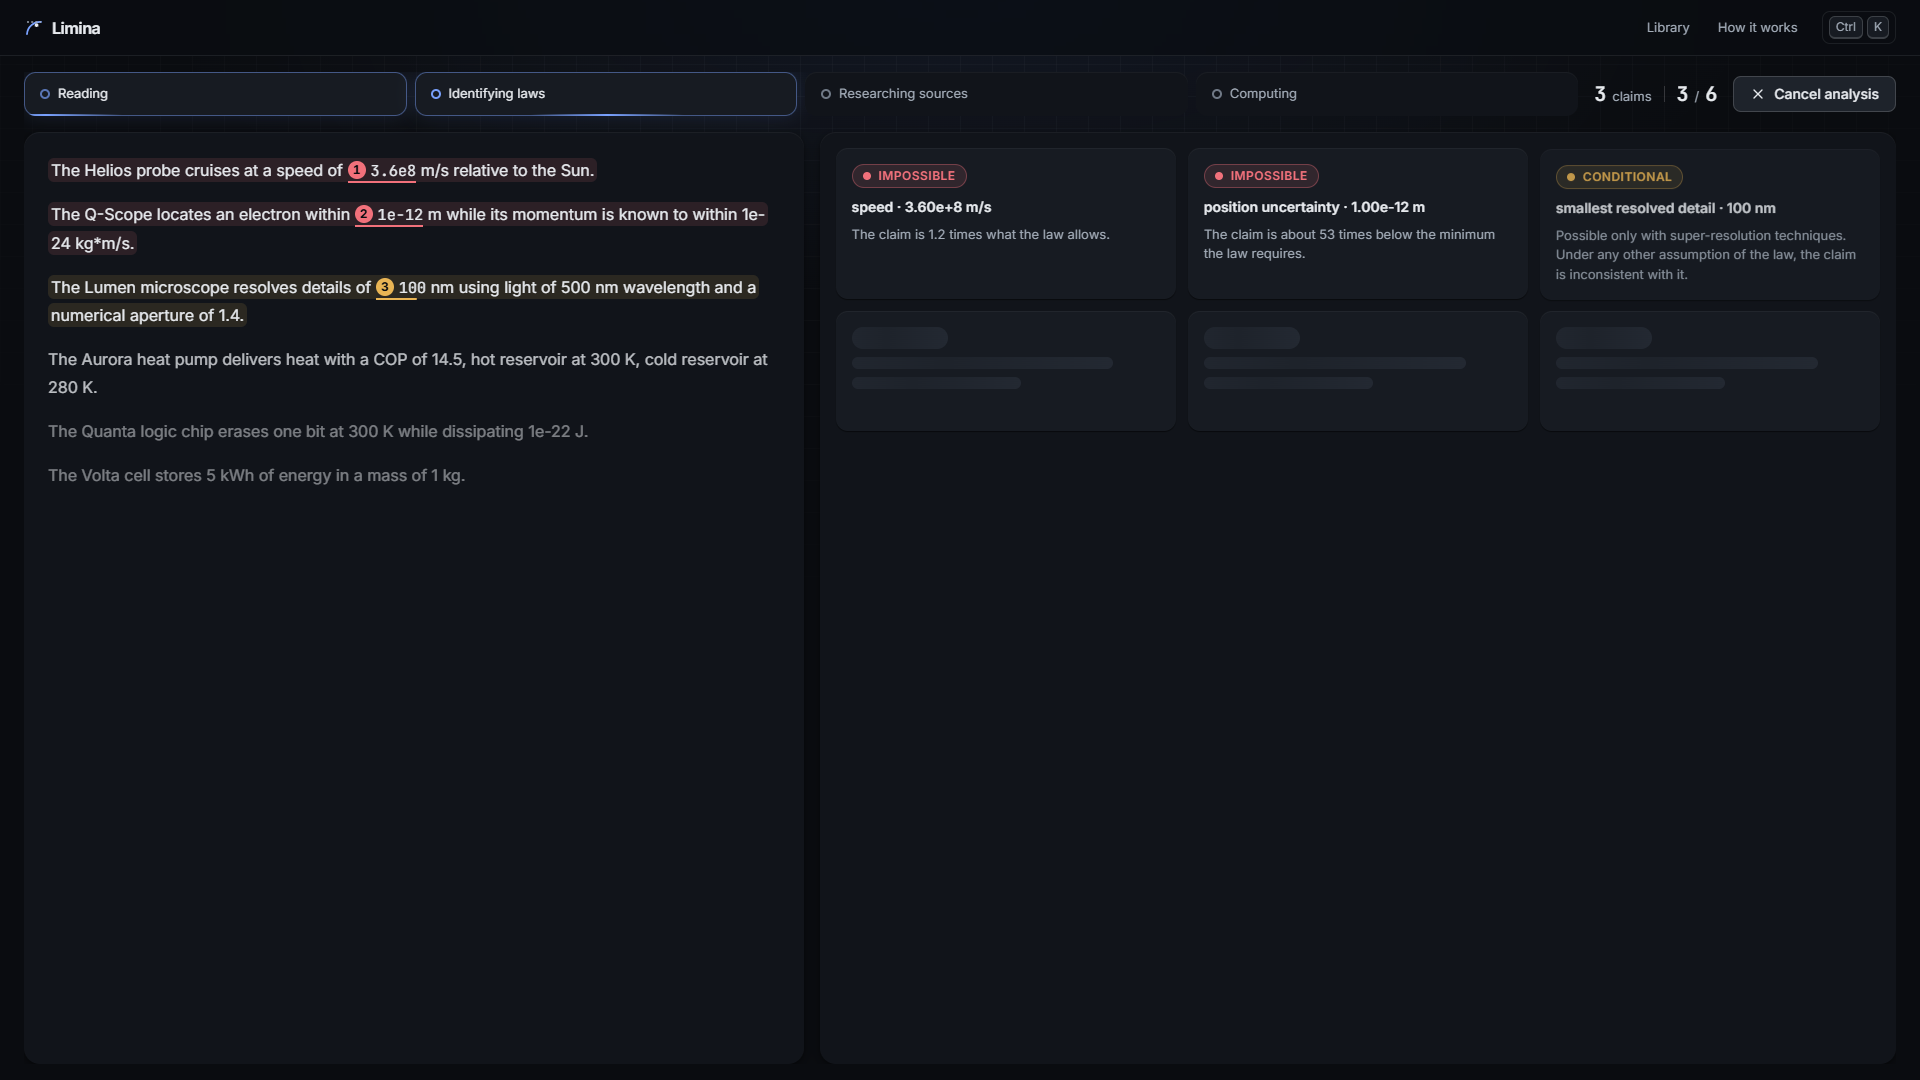 Limina
Library
How it works
Ctrl K
Reading
Identifying laws
Researching sources
Computing
3 claims
3 / 6
Cancel analysis
The Helios probe cruises at a speed of 1 3.6e8 m/s relative to the Sun.
The Q-Scope locates an electron within 2 1e-12 m while its momentum is known to within 1e-
24 kg*m/s.
The Lumen microscope resolves details of 3 100 nm using light of 500 nm wavelength and a
numerical aperture of 1.4.
The Aurora heat pump delivers heat with a COP of 14.5, hot reservoir at 300 K, cold reservoir at
280 K.
The Quanta logic chip erases one bit at 300 K while dissipating 1e-22 J.
The Volta cell stores 5 kWh of energy in a mass of 1 kg.
IMPOSSIBLE
speed · 3.60e+8 m/s
The claim is 1.2 times what the law allows.
IMPOSSIBLE
position uncertainty · 1.00e-12 m
The claim is about 53 times below the minimum
the law requires.
CONDITIONAL
smallest resolved detail · 100 nm
Possible only with super-resolution techniques.
Under any other assumption of the law, the claim
is inconsistent with it.